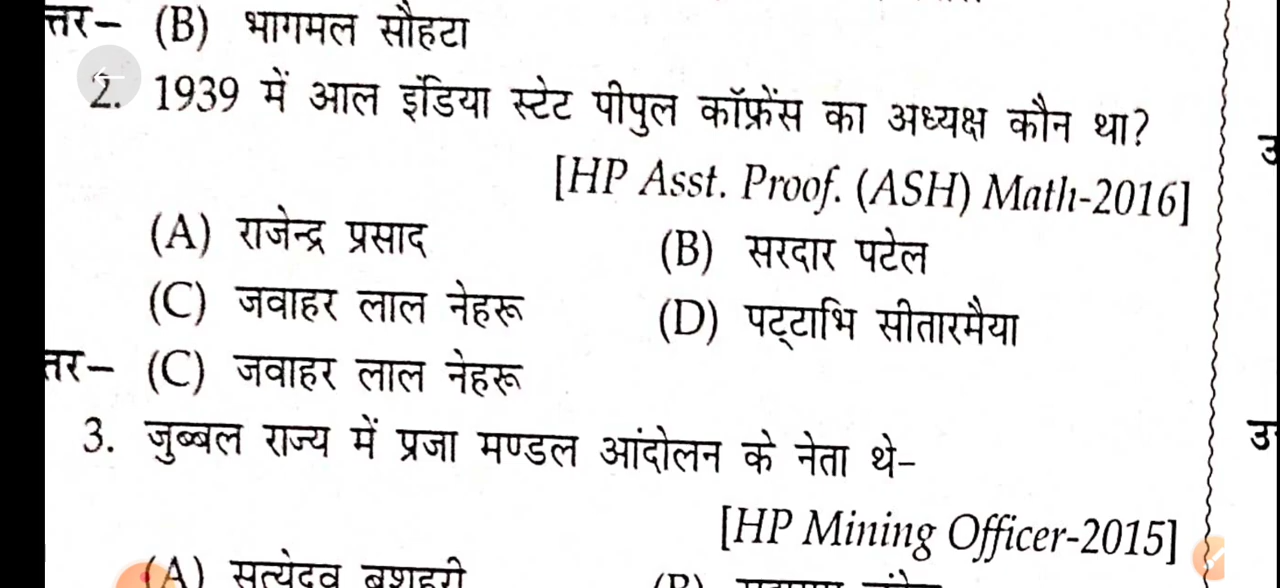 त्तर– (B) भागमल सौहटा
2. 1939 में आल इंडिया स्टेट पीपुल कॉफ्रेंस का अध्यक्ष कौन था?
[HP Asst. Proof. (ASH) Math-2016]
(A) राजेन्द्र प्रसाद (B) सरदार पटेल
(C) जवाहर लाल नेहरू (D) पट्टाभि सीतारमैया
त्तर– (C) जवाहर लाल नेहरू
3. जुब्बल राज्य में प्रजा मण्डल आंदोलन के नेता थे–
[HP Mining Officer-2015]
(A) सत्येदव बुशहरी (B)